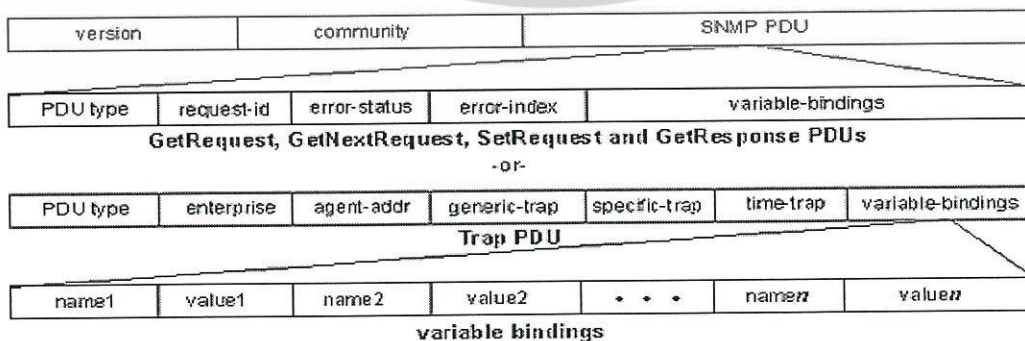 version community SNMP PDU
PDU type request-id error-status error-index variable-bindings
GetRequest, GetNextRequest, SetRequest and GetResponse PDUs
-or-
PDU type enterprise agent-addr generic-trap specific-trap time-trap variable-bindings
Trap PDU
name1 value1 name2 value2 • • • namen valuen
variable bindings